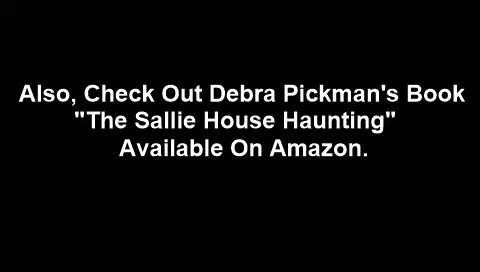 Also, Check Out Debra Pickman's Book
"The Sallie House Haunting"
Available On Amazon.